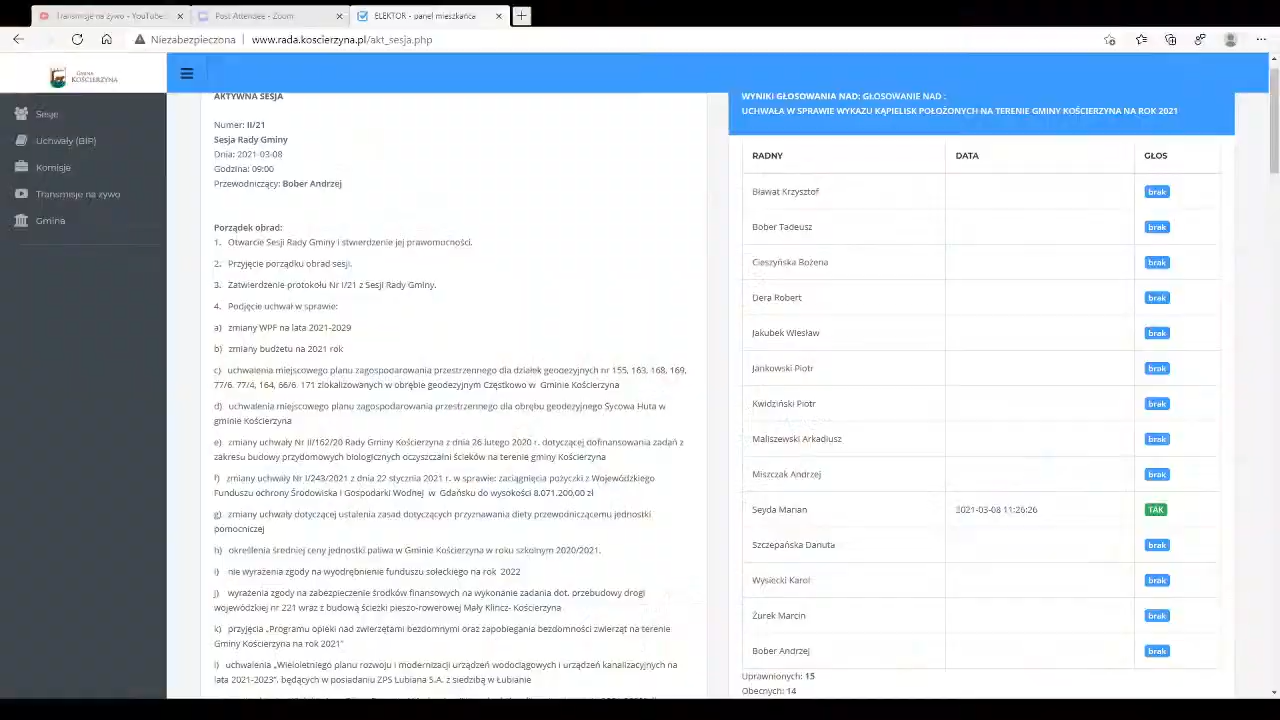 Transmisje na żywo - YouTube
Post Attendee - Zoom
ELEKTOR - panel mieszkańca
Niezabezpieczona
www.rada.koscierzyna.pl/akt_sesja.php
GMINA
KOŚCIERZYNA
Sesje
Uchwały (BIP)
Komisje
Transmisje na żywo
Gmina
AKTYWNA SESJA
Numer: II/21
Sesja Rady Gminy
Dnia: 2021-03-08
Godzina: 09:00
Przewodniczący: Bober Andrzej
Porządek obrad:
1. Otwarcie Sesji Rady Gminy i stwierdzenie jej prawomocności.
2. Przyjęcie porządku obrad sesji.
3. Zatwierdzenie protokołu Nr I/21 z Sesji Rady Gminy.
4. Podjęcie uchwał w sprawie:
a) zmiany WPF na lata 2021-2029
b) zmiany budżetu na 2021 rok
c) uchwalenia miejscowego planu zagospodarowania przestrzennego dla działek geodezyjnych nr 155, 163, 168, 169,
77/6. 77/4, 164, 66/6. 171 zlokalizowanych w obrębie geodezyjnym Częstkowo w Gminie Kościerzyna
d) uchwalenia miejscowego planu zagospodarowania przestrzennego dla obrębu geodezyjnego Sycowa Huta w
gminie Kościerzyna
e) zmiany uchwały Nr II/162/20 Rady Gminy Kościerzyna z dnia 26 lutego 2020 r. dotyczącej dofinansowania zadań z
zakresu budowy przydomowych biologicznych oczyszczalni ścieków na terenie gminy Kościerzyna
f) zmiany uchwały Nr I/243/2021 z dnia 22 stycznia 2021 r. w sprawie: zaciągnięcia pożyczki z Wojewódzkiego
Funduszu ochrony Środowiska i Gospodarki Wodnej w Gdańsku do wysokości 8.071.200,00 zł
g) zmiany uchwały dotyczącej ustalenia zasad dotyczących przyznawania diety przewodniczącemu jednostki
pomocniczej
h) określenia średniej ceny jednostki paliwa w Gminie Kościerzyna w roku szkolnym 2020/2021.
i) nie wyrażenia zgody na wyodrębnienie funduszu sołeckiego na rok 2022
j) wyrażenia zgody na zabezpieczenie środków finansowych na wykonanie zadania dot. przebudowy drogi
wojewódzkiej nr 221 wraz z budową ścieżki pieszo-rowerowej Mały Klincz- Kościerzyna
k) przyjęcia „Programu opieki nad zwierzętami bezdomnymi oraz zapobiegania bezdomności zwierząt na terenie
Gminy Kościerzyna na rok 2021"
l) uchwalenia „Wieloletniego planu rozwoju i modernizacji urządzeń wodociągowych i urządzeń kanalizacyjnych na
lata 2021-2023", będących w posiadaniu ZPS Lubiana S.A. z siedzibą w Łubianie
WYNIKI GŁOSOWANIA NAD: GŁOSOWANIE NAD :
UCHWAŁA W SPRAWIE WYKAZU KĄPIELISK POŁOŻONYCH NA TERENIE GMINY KOŚCIERZYNA NA ROK 2021
RADNY DATA GŁOS
Bławat Krzysztof brak
Bober Tadeusz brak
Cieszyńska Bożena brak
Dera Robert brak
Jakubek Wiesław brak
Jankowski Piotr brak
Kwidziński Piotr brak
Maliszewski Arkadiusz brak
Miszczak Andrzej brak
Seyda Marian 2021-03-08 11:26:26 TAK
Szczepańska Danuta brak
Wysiecki Karol brak
Żurek Marcin brak
Bober Andrzej brak
Uprawnionych: 15
Obecnych: 14